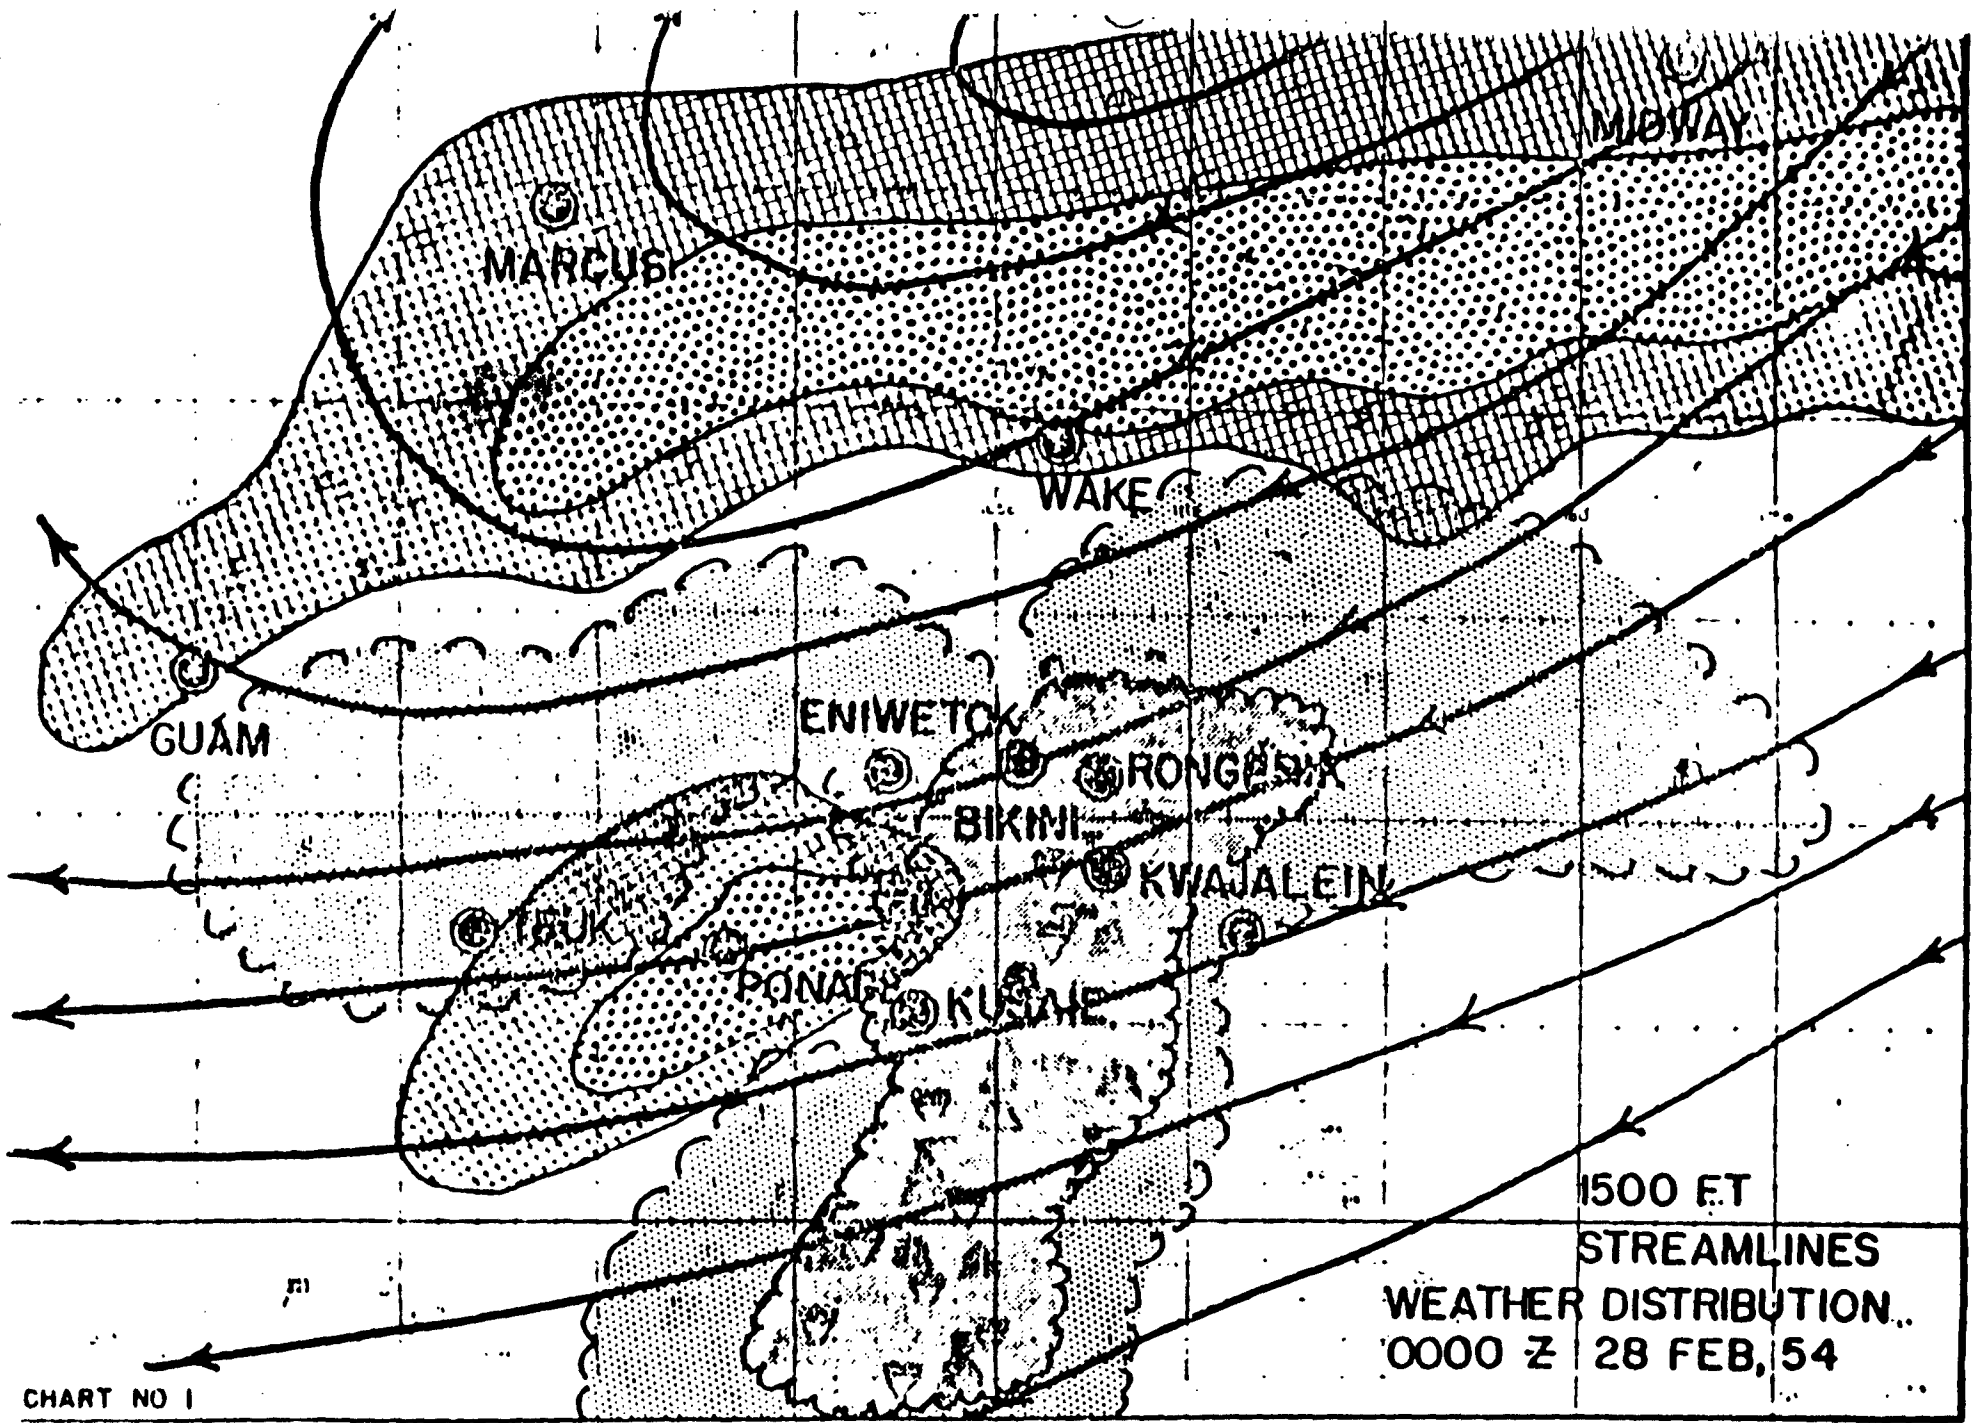 MIDWAY
MARCUS
WAKE
GUAM
ENIWETOK
RONGERIK
BIKINI
KWAJALEIN
TRUK
PONAPE
KUSAIE
1500 FT
STREAMLINES
WEATHER DISTRIBUTION
0000 Z 28 FEB, 54
CHART NO 1